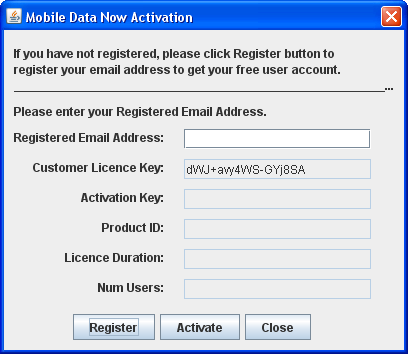 Mobile Data Now Activation
If you have not registered, please click Register button to
register your email address to get your free user account.
...
Please enter your Registered Email Address.
Registered Email Address:
Customer Licence Key: dWJ+avy4WS-GYj8SA
Activation Key:
Product ID:
Licence Duration:
Num Users:
Register Activate Close